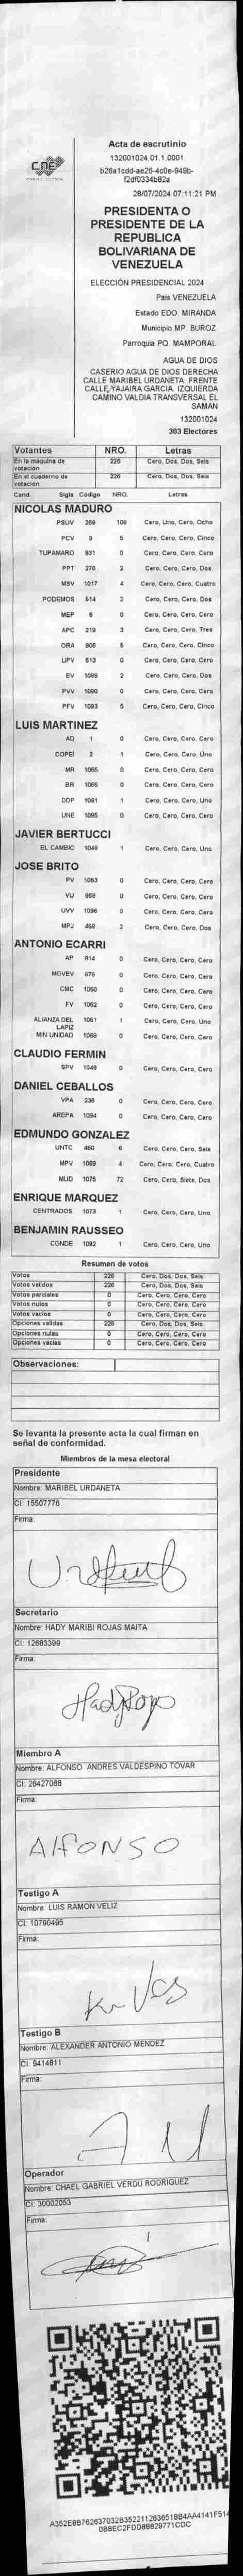 CNE
Acta de escrutinio
132001024.01.1.0001
b26a1cdd-ae26-4c0e-949b-
f2df0334b82a
28/07/2024 07:11:21 PM
PRESIDENTA O
PRESIDENTE DE LA
REPUBLICA
BOLIVARIANA DE
VENEZUELA
ELECCIÓN PRESIDENCIAL 2024
Pais VENEZUELA
Estado EDO. MIRANDA
Municipio MP. BUROZ
Parroquia PQ. MAMPORAL
AGUA DE DIOS
CASERIO AGUA DE DIOS DERECHA
CALLE MARIBEL URDANETA. FRENTE
CALLE YAJAIRA GARCIA. IZQUIERDA
CAMINO VALDIA TRANSVERSAL EL
SAMAN
132001024
303 Electores
Votantes NRO. Letras
En la maquina de votación 226 Cero, Dos, Dos, Seis
En el cuaderno de votación 226 Cero, Dos, Dos, Seis
Cand. Sigla Código NRO. Letras
NICOLAS MADURO
PSUV 269 108 Cero, Uno, Cero, Ocho
PCV 9 5 Cero, Cero, Cero, Cinco
TUPAMARO 931 0 Cero, Cero, Cero, Cero
PPT 276 2 Cero, Cero, Cero, Dos
MSV 1017 4 Cero, Cero, Cero, Cuatro
PODEMOS 514 2 Cero, Cero, Cero, Dos
MEP 6 0 Cero, Cero, Cero, Cero
APC 219 3 Cero, Cero, Cero, Tres
ORA 906 5 Cero, Cero, Cero, Cinco
UPV 613 0 Cero, Cero, Cero, Cero
EV 1089 2 Cero, Cero, Cero, Dos
PVV 1090 0 Cero, Cero, Cero, Cero
PFV 1093 5 Cero, Cero, Cero, Cinco
LUIS MARTINEZ
AD 1 0 Cero, Cero, Cero, Cero
COPEI 2 1 Cero, Cero, Cero, Uno
MR 1065 0 Cero, Cero, Cero, Cero
BR 1066 0 Cero, Cero, Cero, Cero
DDP 1091 1 Cero, Cero, Cero, Uno
UNE 1095 0 Cero, Cero, Cero, Cero
JAVIER BERTUCCI
EL CAMBIO 1048 1 Cero, Cero, Cero, Uno
JOSE BRITO
PV 1063 0 Cero, Cero, Cero, Cero
VU 868 0 Cero, Cero, Cero, Cero
UVV 1096 0 Cero, Cero, Cero, Cero
MPJ 459 2 Cero, Cero, Cero, Dos
ANTONIO ECARRI
AP 914 0 Cero, Cero, Cero, Cero
MOVEV 876 0 Cero, Cero, Cero, Cero
CMC 1050 0 Cero, Cero, Cero, Cero
FV 1062 0 Cero, Cero, Cero, Cero
ALIANZA DEL LAPIZ 1051 1 Cero, Cero, Cero, Uno
MIN UNIDAD 1068 0 Cero, Cero, Cero, Cero
CLAUDIO FERMIN
SPV 1049 0 Cero, Cero, Cero, Cero
DANIEL CEBALLOS
VPA 236 0 Cero, Cero, Cero, Cero
AREPA 1094 0 Cero, Cero, Cero, Cero
EDMUNDO GONZALEZ
UNTC 460 6 Cero, Cero, Cero, Seis
MPV 1069 4 Cero, Cero, Cero, Cuatro
MUD 1075 72 Cero, Cero, Siete, Dos
ENRIQUE MARQUEZ
CENTRADOS 1073 1 Cero, Cero, Cero, Uno
BENJAMIN RAUSSEO
CONDE 1092 1 Cero, Cero, Cero, Uno
Resumen de votos
Votos 226 Cero, Dos, Dos, Seis
Votos validos 226 Cero, Dos, Dos, Seis
Votos parciales 0 Cero, Cero, Cero, Cero
Votos nulos 0 Cero, Cero, Cero, Cero
Votos vacios 0 Cero, Cero, Cero, Cero
Opciones validas 226 Cero, Dos, Dos, Seis
Opciones nulas 0 Cero, Cero, Cero, Cero
Opciones vacias 0 Cero, Cero, Cero, Cero
Observaciones:
Se levanta la presente acta la cual firman en
señal de conformidad.
Miembros de la mesa electoral
Presidente
Nombre: MARIBEL URDANETA
CI: 15507776
Firma:
Secretario
Nombre: HADY MARIBI ROJAS MAITA
CI: 12683399
Firma:
Miembro A
Nombre: ALFONSO ANDRES VALDESPINO TOVAR
CI: 26427088
Firma:
AlfONSO
Testigo A
Nombre: LUIS RAMON VELIZ
CI: 10790495
Firma:
Testigo B
Nombre: ALEXANDER ANTONIO MENDEZ
CI: 9414811
Firma:
Operador
Nombre: CHAEL GABRIEL VERDU RODRIGUEZ
CI: 30002053
Firma: